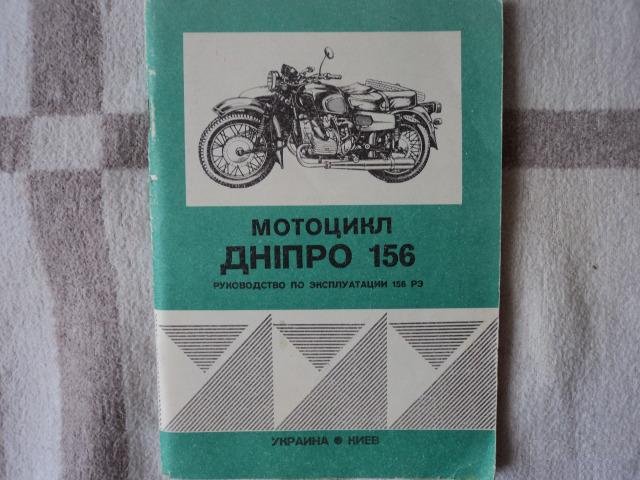 МОТОЦИКЛ
ДНІПРО 156
РУКОВОДСТВО ПО ЭКСПЛУАТАЦИИ 156 РЭ
УКРАИНА КИЕВ